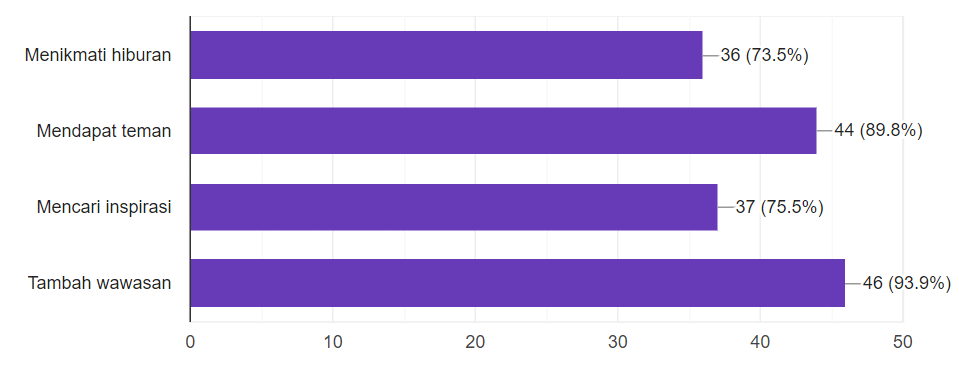 Menikmati hiburan 36 (73.5%)
Mendapat teman 44 (89.8%)
Mencari inspirasi 37 (75.5%)
Tambah wawasan 46 (93.9%)
0 10 20 30 40 50